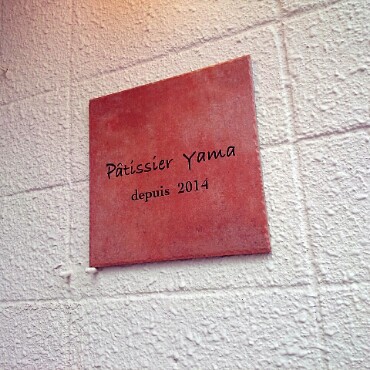 Pâtissier Yama
depuis 2014